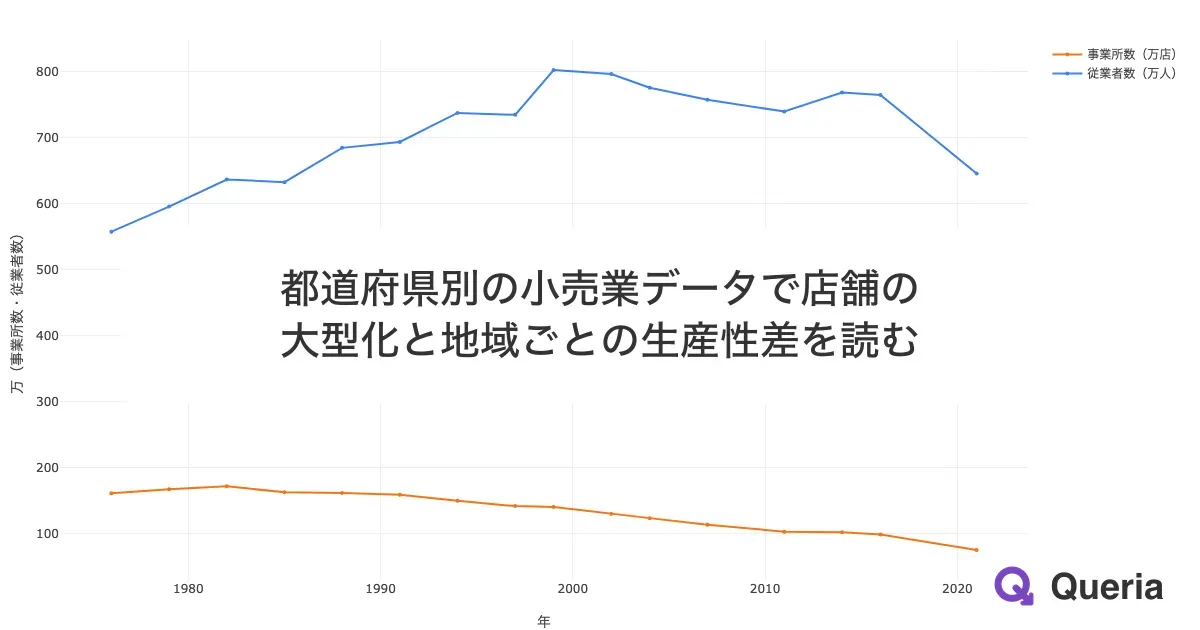 事業所数（万店）
従業者数（万人）
800
700
600
500
400
300
200
100
万（事業所数・従業者数）
都道府県別の小売業データで店舗の
大型化と地域ごとの生産性差を読む
1980
1990
2000
2010
2020
年
Queria